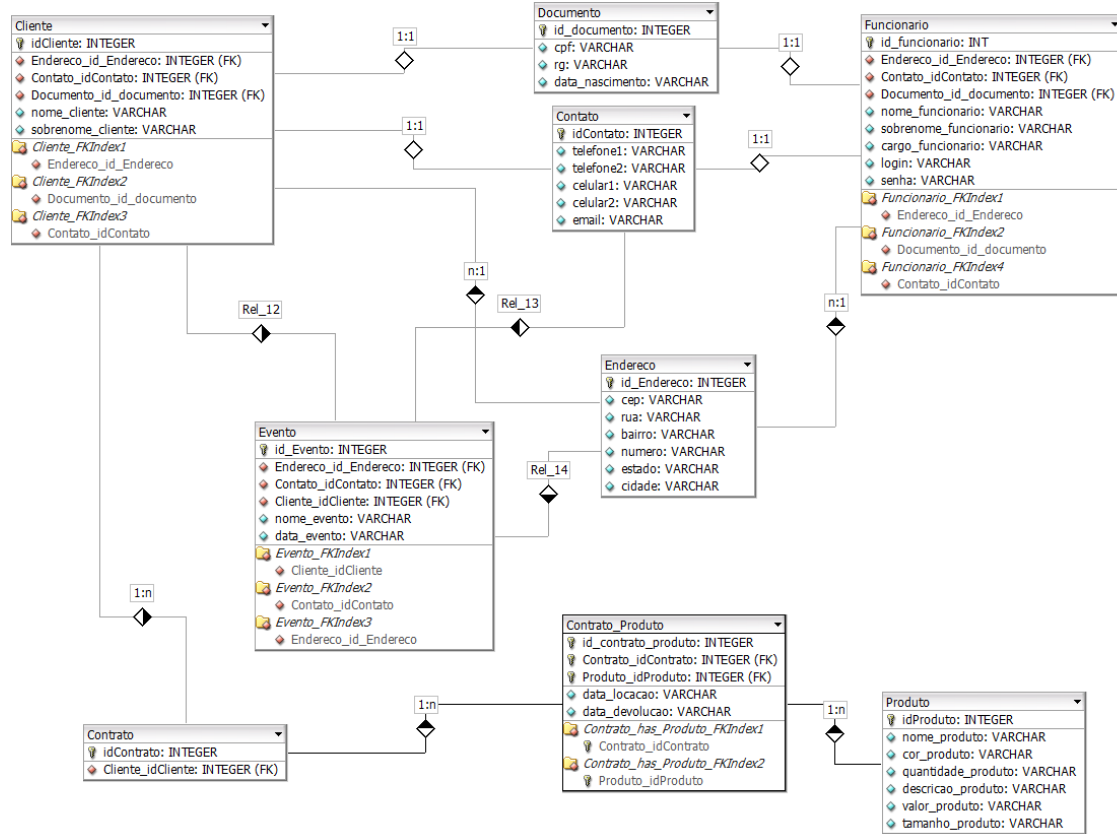 Cliente
idCliente: INTEGER
Endereco_id_Endereco: INTEGER (FK)
Contato_idContato: INTEGER (FK)
Documento_id_documento: INTEGER (FK)
nome_cliente: VARCHAR
sobrenome_cliente: VARCHAR
Cliente_FKIndex1
Endereco_id_Endereco
Cliente_FKIndex2
Documento_id_documento
Cliente_FKIndex3
Contato_idContato
1:1
Documento
id_documento: INTEGER
cpf: VARCHAR
rg: VARCHAR
data_nascimento: VARCHAR
1:1
Funcionario
id_funcionario: INT
Endereco_id_Endereco: INTEGER (FK)
Contato_idContato: INTEGER (FK)
Documento_id_documento: INTEGER (FK)
nome_funcionario: VARCHAR
sobrenome_funcionario: VARCHAR
cargo_funcionario: VARCHAR
login: VARCHAR
senha: VARCHAR
Funcionario_FKIndex1
Endereco_id_Endereco
Funcionario_FKIndex2
Documento_id_documento
Funcionario_FKIndex4
Contato_idContato
1:1
Contato
idContato: INTEGER
telefone1: VARCHAR
telefone2: VARCHAR
celular1: VARCHAR
celular2: VARCHAR
email: VARCHAR
1:1
n:1
Rel_12
Rel_13
n:1
Endereco
id_Endereco: INTEGER
cep: VARCHAR
rua: VARCHAR
bairro: VARCHAR
numero: VARCHAR
estado: VARCHAR
cidade: VARCHAR
Evento
id_Evento: INTEGER
Endereco_id_Endereco: INTEGER (FK)
Contato_idContato: INTEGER (FK)
Cliente_idCliente: INTEGER (FK)
nome_evento: VARCHAR
data_evento: VARCHAR
Evento_FKIndex1
Cliente_idCliente
Evento_FKIndex2
Contato_idContato
Evento_FKIndex3
Endereco_id_Endereco
Rel_14
1:n
Contrato_Produto
id_contrato_produto: INTEGER
Contrato_idContrato: INTEGER (FK)
Produto_idProduto: INTEGER (FK)
data_locacao: VARCHAR
data_devolucao: VARCHAR
Contrato_has_Produto_FKIndex1
Contrato_idContrato
Contrato_has_Produto_FKIndex2
Produto_idProduto
1:n
1:n
Contrato
idContrato: INTEGER
Cliente_idCliente: INTEGER (FK)
Produto
idProduto: INTEGER
nome_produto: VARCHAR
cor_produto: VARCHAR
quantidade_produto: VARCHAR
descricao_produto: VARCHAR
valor_produto: VARCHAR
tamanho_produto: VARCHAR